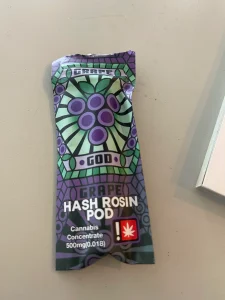 GRAPE
GOD
GRAPE
HASH ROSIN
POD
Cannabis
Concentrate
500mg(0.018)
!